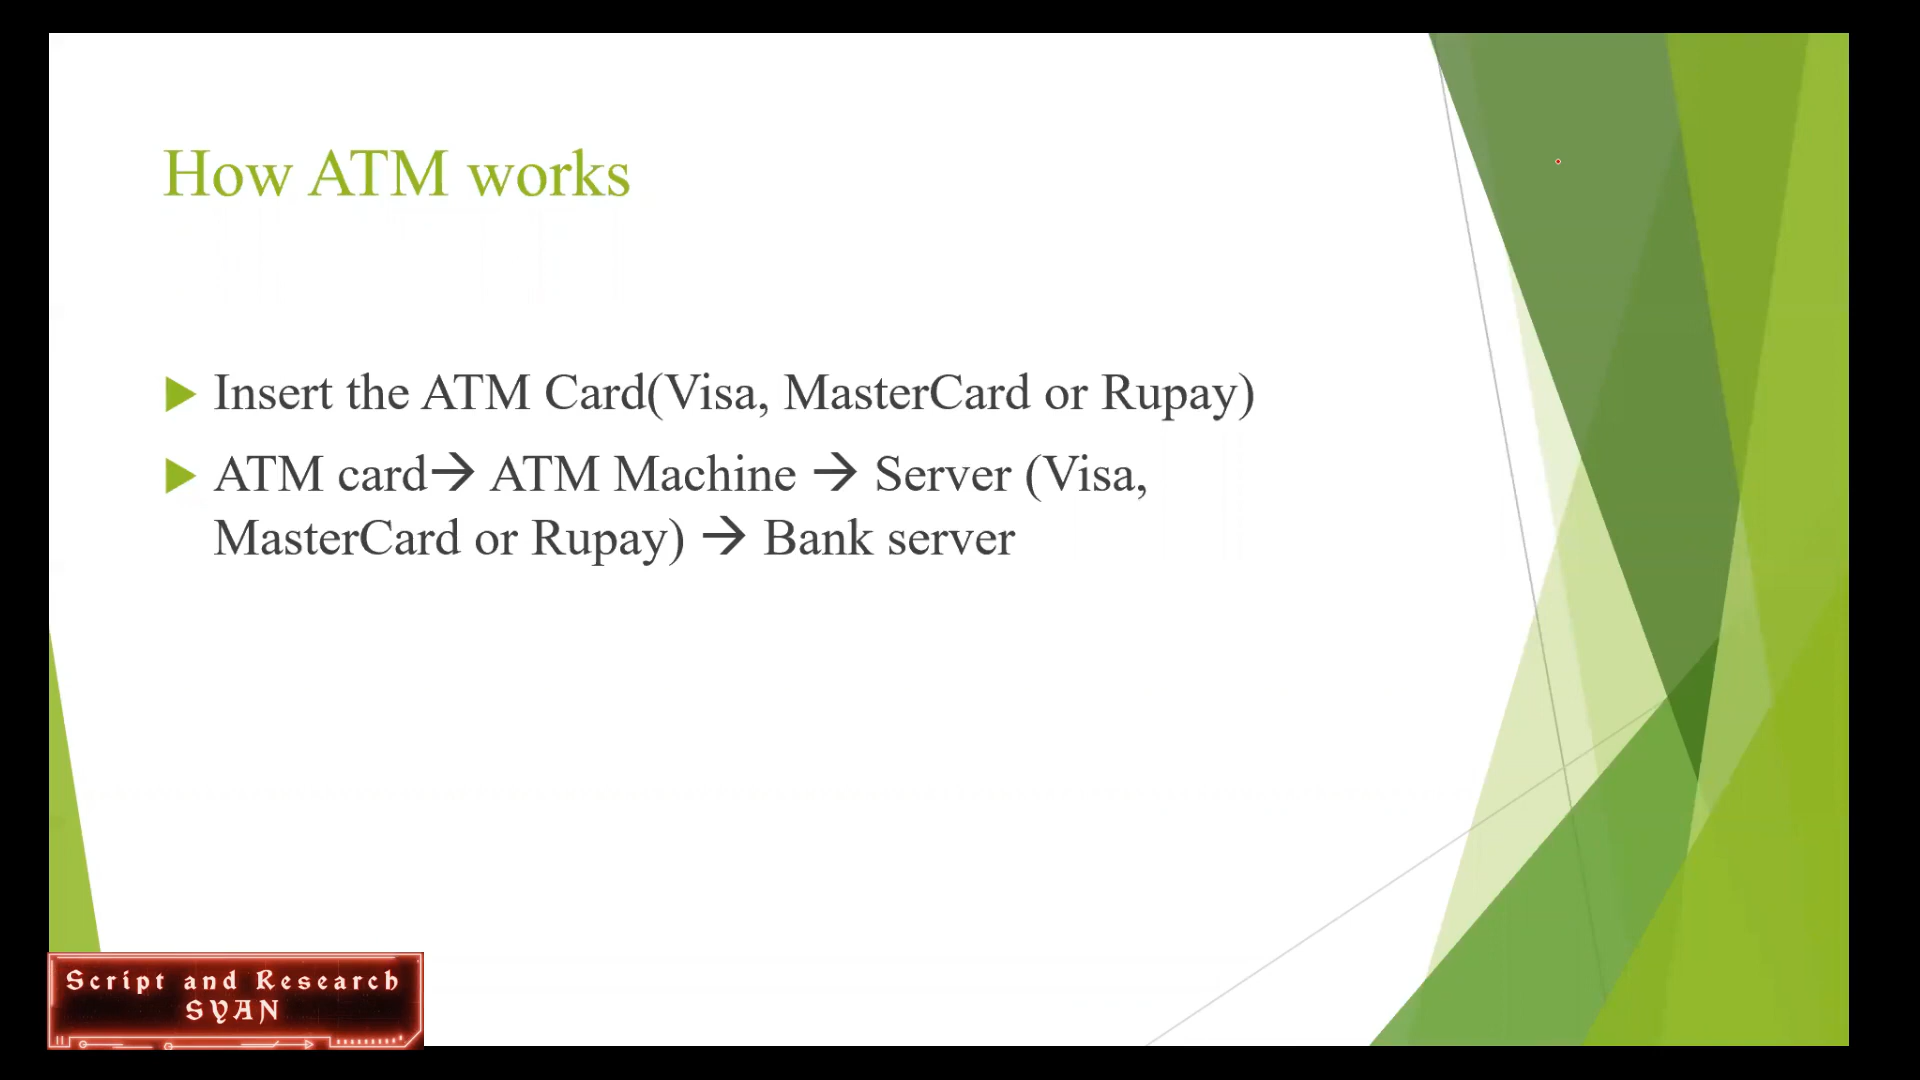 How ATM works
Insert the ATM Card(Visa, MasterCard or Rupay)
ATM card→ ATM Machine → Server (Visa,
MasterCard or Rupay) → Bank server
Script and Research
SYAN